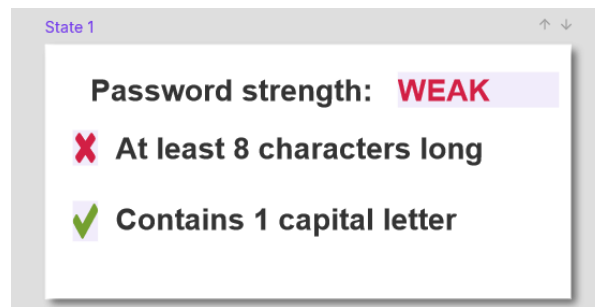 State 1
Password strength: WEAK
At least 8 characters long
Contains 1 capital letter